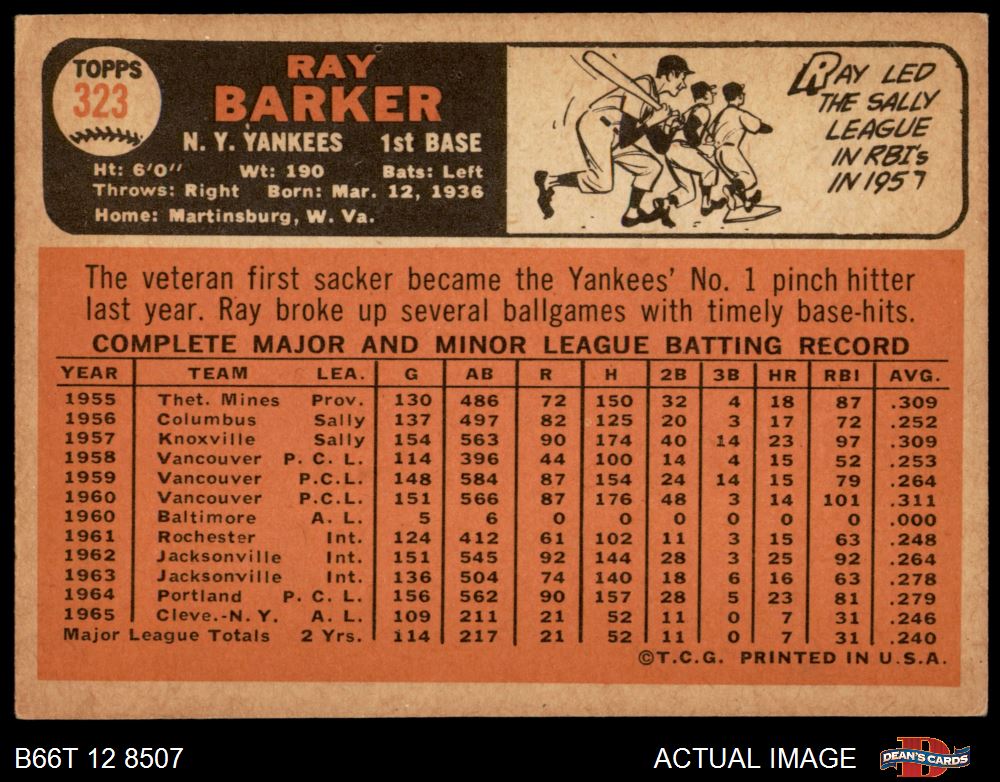 TOPPS
323
RAY
BARKER
N. Y. YANKEES 1st BASE
Ht: 6'0" Wt: 190 Bats: Left
Throws: Right Born: Mar. 12, 1936
Home: Martinsburg, W. Va.
RAY LED
THE SALLY
LEAGUE
IN RBI's
IN 1957
The veteran first sacker became the Yankees' No. 1 pinch hitter
last year. Ray broke up several ballgames with timely base-hits.
COMPLETE MAJOR AND MINOR LEAGUE BATTING RECORD
YEAR TEAM LEA. G AB R H 2B 3B HR RBI AVG.
1955 Thet. Mines Prov. 130 486 72 150 32 4 18 87 .309
1956 Columbus Sally 137 497 82 125 20 3 17 72 .252
1957 Knoxville Sally 154 563 90 174 40 14 23 97 .309
1958 Vancouver P. C. L. 114 396 44 100 14 4 15 52 .253
1959 Vancouver P.C.L. 148 584 87 154 24 14 15 79 .264
1960 Vancouver P.C.L. 151 566 87 176 48 3 14 101 .311
1960 Baltimore A. L. 5 6 0 0 0 0 0 0 .000
1961 Rochester Int. 124 412 61 102 11 3 15 63 .248
1962 Jacksonville Int. 151 545 92 144 28 3 25 92 .264
1963 Jacksonville Int. 136 504 74 140 18 6 16 63 .278
1964 Portland P. C. L. 156 562 90 157 28 5 23 81 .279
1965 Cleve.-N. Y. A. L. 109 211 21 52 11 0 7 31 .246
Major League Totals 2 Yrs. 114 217 21 52 11 0 7 31 .240
©T.C.G. PRINTED IN U.S.A.
B66T 12 8507
ACTUAL IMAGE
DEAN'S CARDS